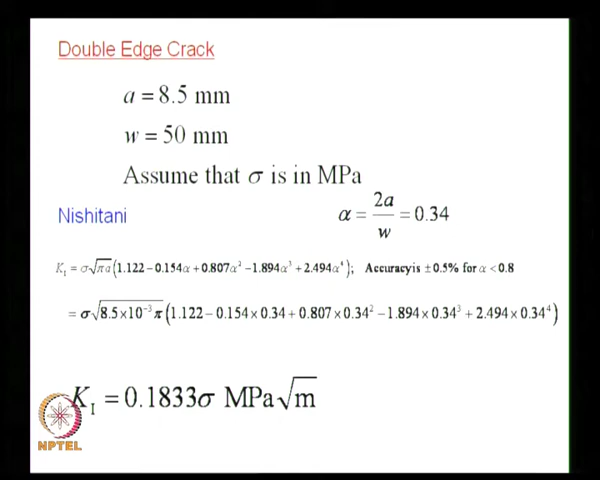 Double Edge Crack
a = 8.5 mm
w = 50 mm
Assume that σ is in MPa
Nishitani α = 2a/w = 0.34
K_I = σ√(πa) (1.122 − 0.154α + 0.807α² − 1.894α³ + 2.494α⁴); Accuracy is ± 0.5% for α < 0.8
= σ√(8.5×10⁻³π) (1.122 − 0.154 × 0.34 + 0.807 × 0.34² − 1.894 × 0.34³ + 2.494 × 0.34⁴)
K_I = 0.1833σ MPa√m
NPTEL